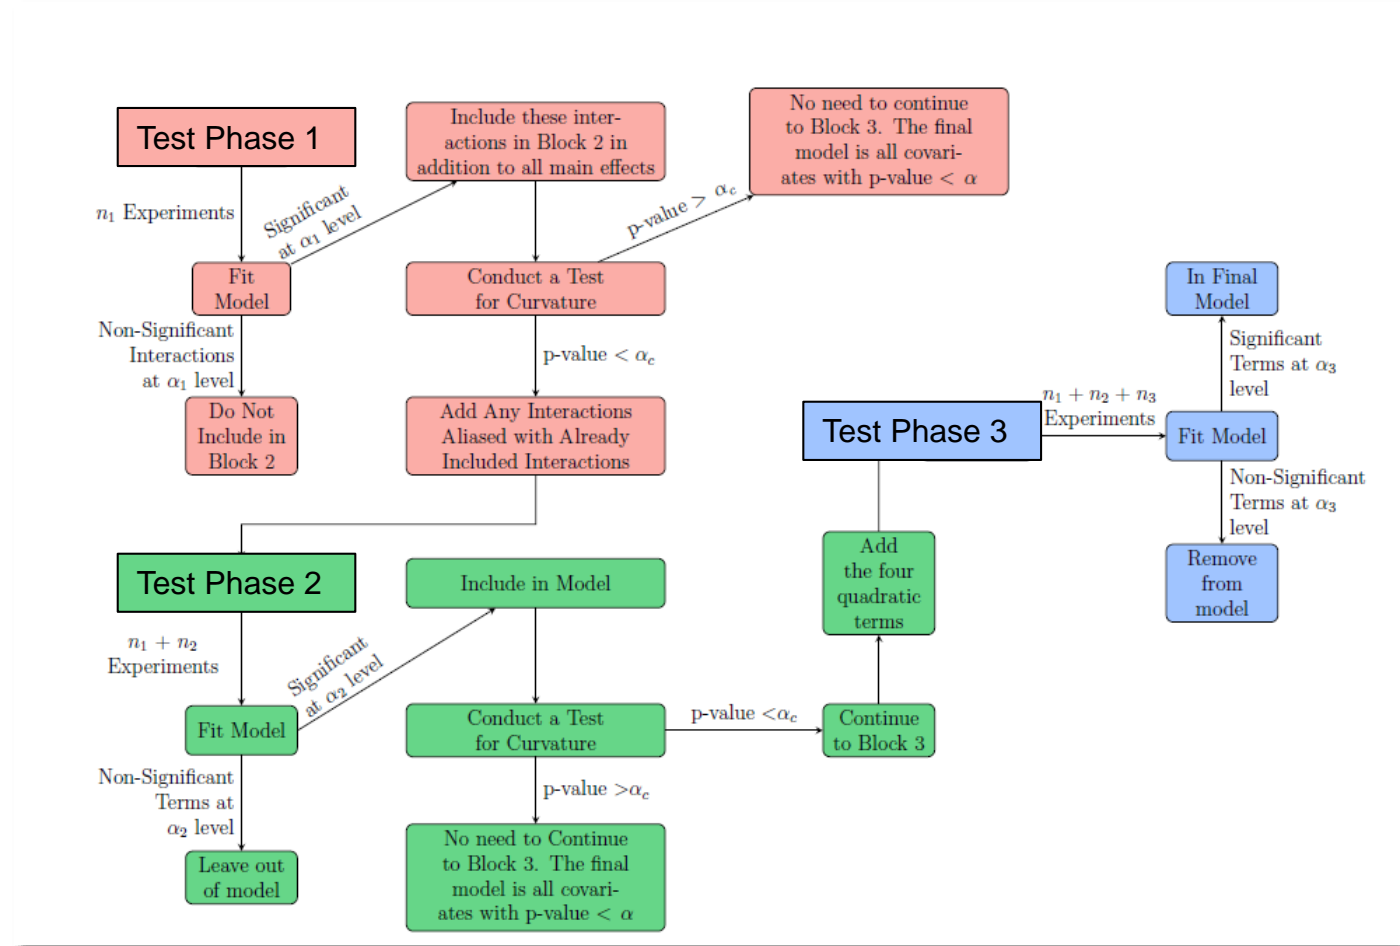 Test Phase 1
n₁ Experiments
Significant
at α₁ level
Fit
Model
Non-Significant
Interactions
at α₁ level
Do Not
Include in
Block 2
Include these inter-
actions in Block 2 in
addition to all main effects
Conduct a Test
for Curvature
p-value > α_c
No need to continue
to Block 3. The final
model is all covari-
ates with p-value < α
p-value < α_c
Add Any Interactions
Aliased with Already
Included Interactions
Test Phase 2
n₁ + n₂
Experiments
Fit Model
Significant
at α₂ level
Non-Significant
Terms at
α₂ level
Leave out
of model
Include in Model
Conduct a Test
for Curvature
p-value >α_c
No need to Continue
to Block 3. The final
model is all covari-
ates with p-value < α
p-value <α_c
Continue
to Block 3
Add
the four
quadratic
terms
Test Phase 3
n₁ + n₂ + n₃
Experiments
Fit Model
Significant
Terms at α₃
level
In Final
Model
Non-Significant
Terms at α₃
level
Remove
from
model